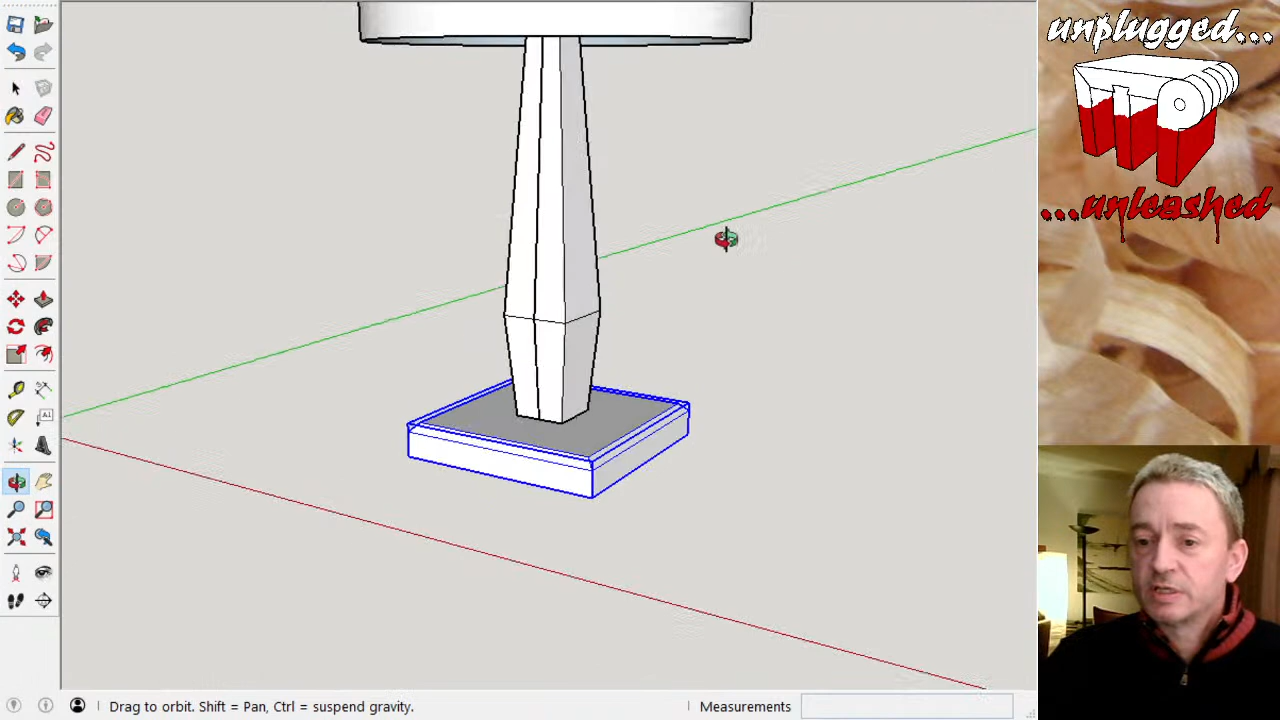 unplugged...
...unleashed
Drag to orbit. Shift = Pan, Ctrl = suspend gravity.
Measurements